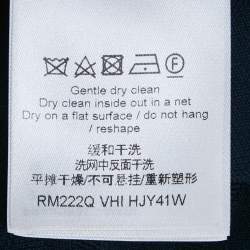 Gentle dry clean
Dry clean inside out in a net
Dry on a flat surface / do not hang
/ reshape
缓和干洗
洗网中反面干洗
平摊干燥/不可悬挂/重新塑形
RM222Q VHI HJY41W